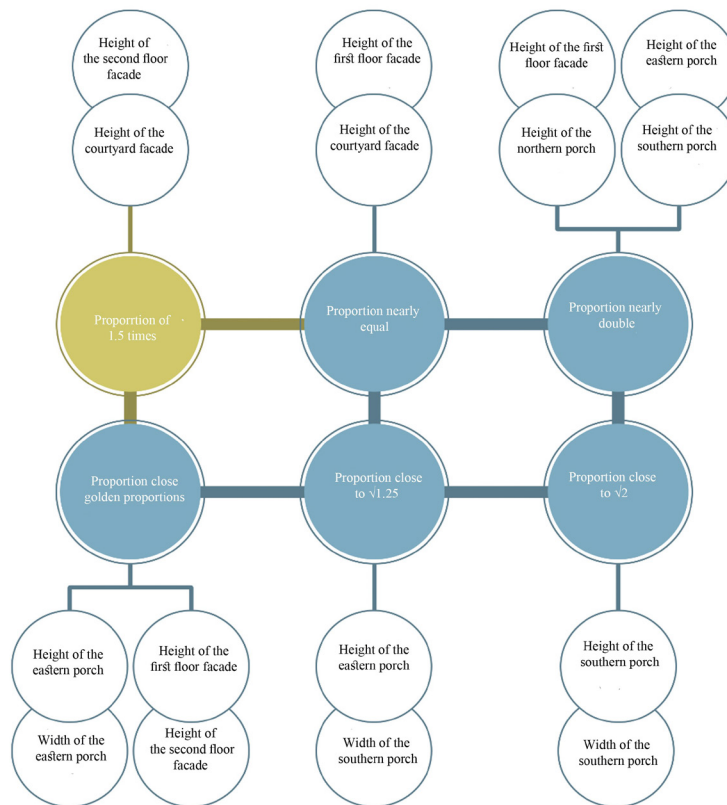 Height of
the second floor
facade
Height of the
courtyard facade
Height of the
first floor facade
Height of the
courtyard facade
Height of the first
floor facade
Height of the
northern porch
Height of the
eastern porch
Height of the
southern porch
Proporrtion of
1.5 times
Proportion nearly
equal
Proportion nearly
double
Proportion close
golden proportions
Proportion close
to √1.25
Proportion close
to √2
Height of the
eastern porch
Width of the
eastern porch
Height of the
first floor facade
Height of
the second floor
facade
Height of the
eastern porch
Width of the
southern porch
Height of the
southern porch
Width of the
southern porch